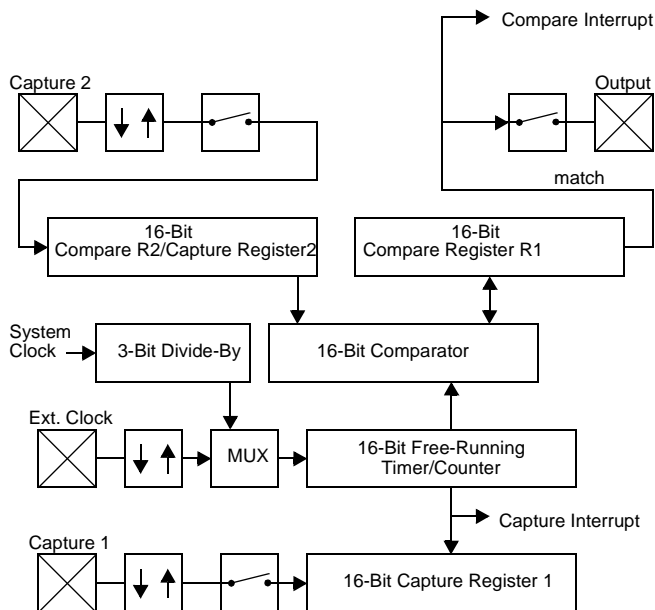 Compare Interrupt
Capture 2
Output
match
16-Bit
Compare R2/Capture Register2
16-Bit
Compare Register R1
System
Clock
3-Bit Divide-By
16-Bit Comparator
Ext. Clock
MUX
16-Bit Free-Running
Timer/Counter
Capture Interrupt
Capture 1
16-Bit Capture Register 1